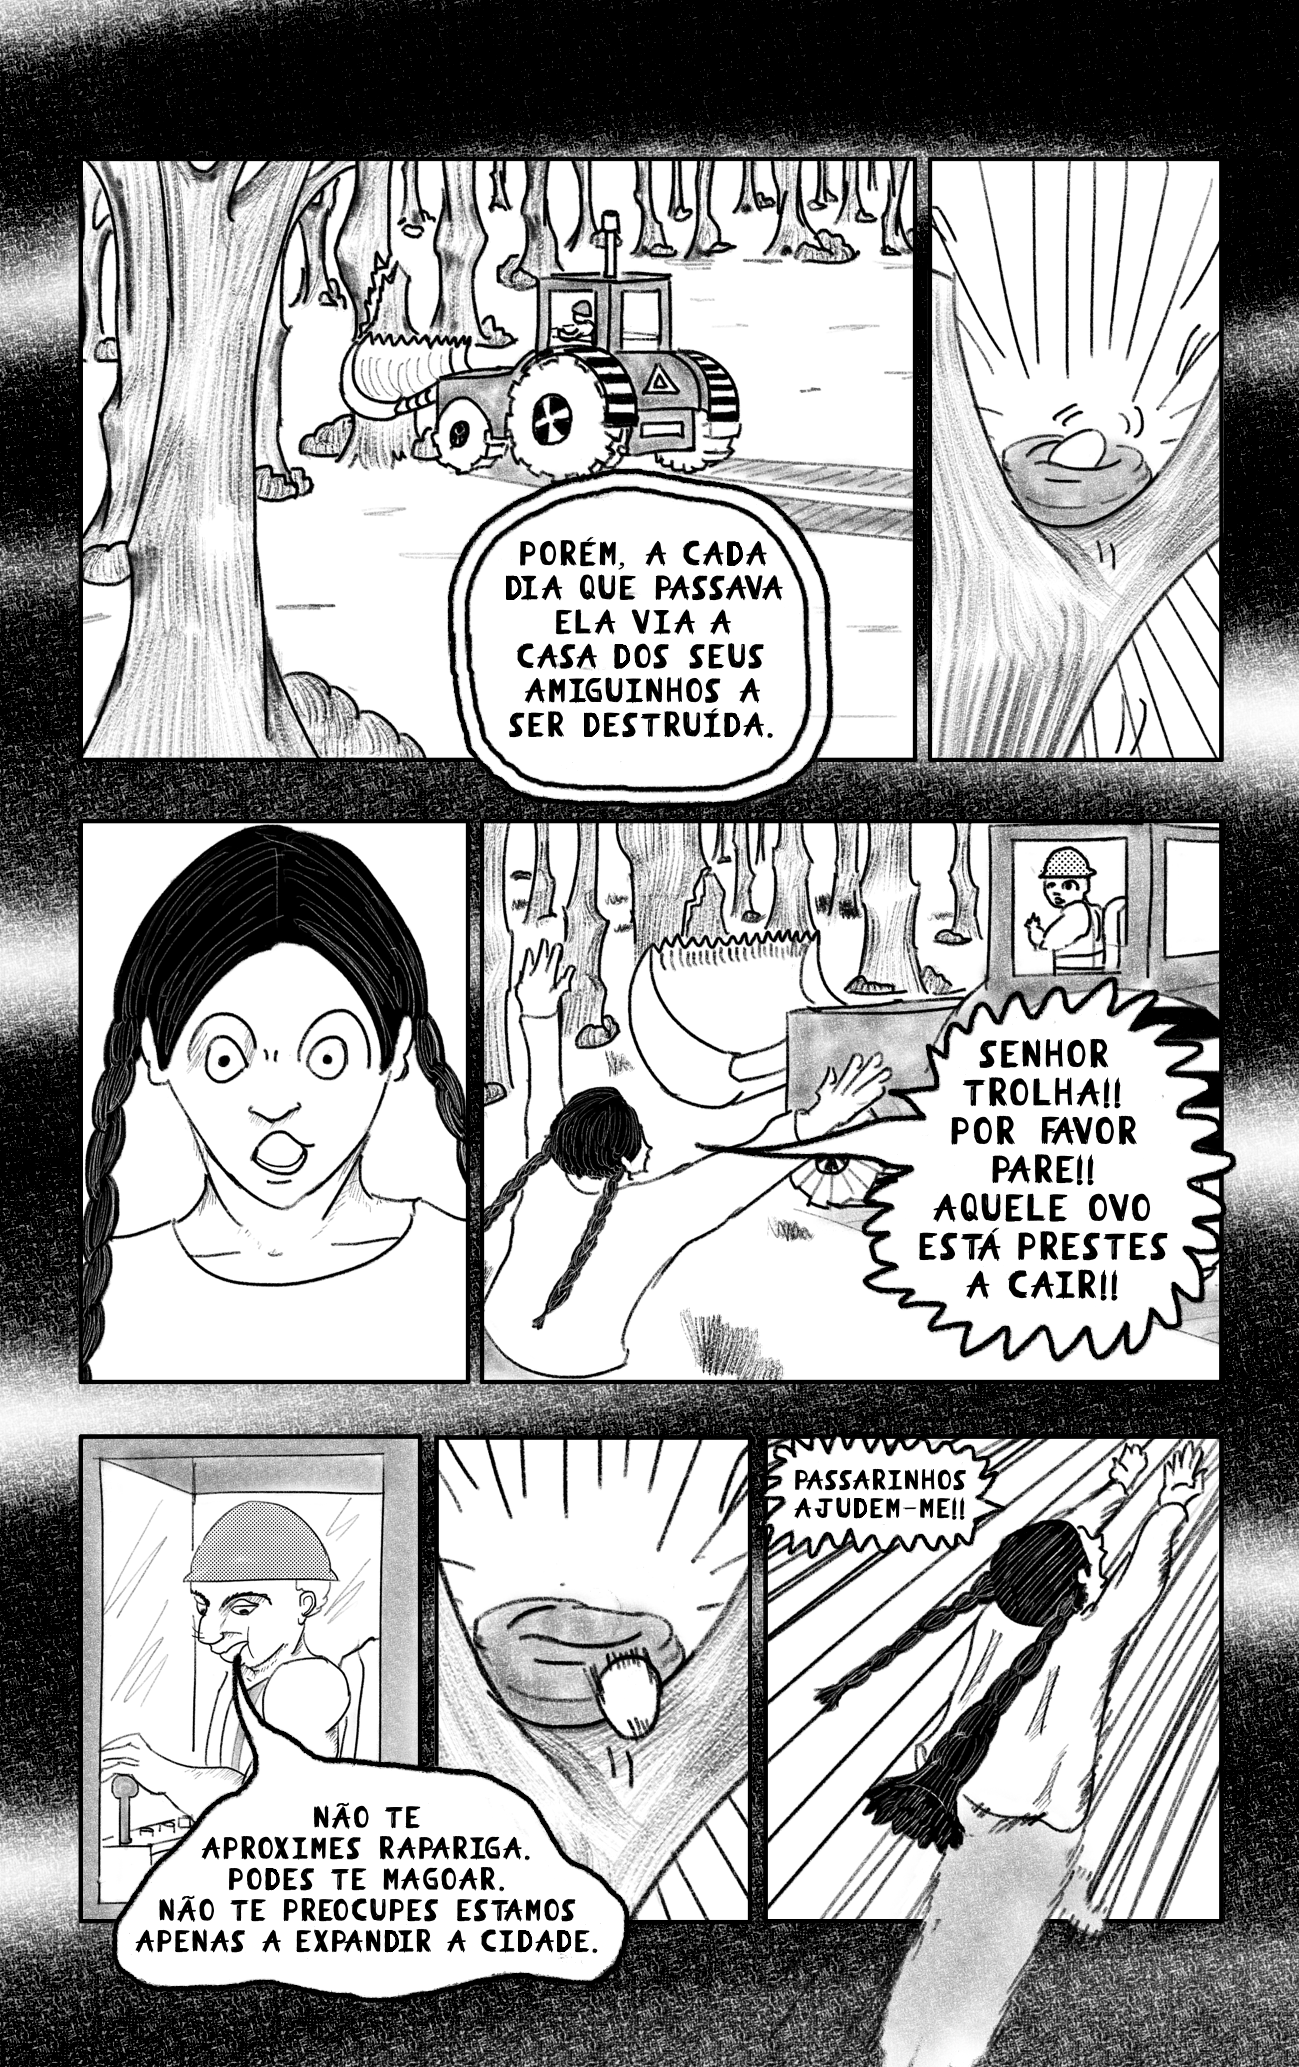 PORÉM, A CADA
DIA QUE PASSAVA
ELA VIA A
CASA DOS SEUS
AMIGUINHOS A
SER DESTRUÍDA.
SENHOR
TROLHA!!
POR FAVOR
PARE!!
AQUELE OVO
ESTÁ PRESTES
A CAIR!!
NÃO TE
APROXIMES RAPARIGA.
PODES TE MAGOAR.
NÃO TE PREOCUPES ESTAMOS
APENAS A EXPANDIR A CIDADE.
PASSARINHOS
AJUDEM-ME!!